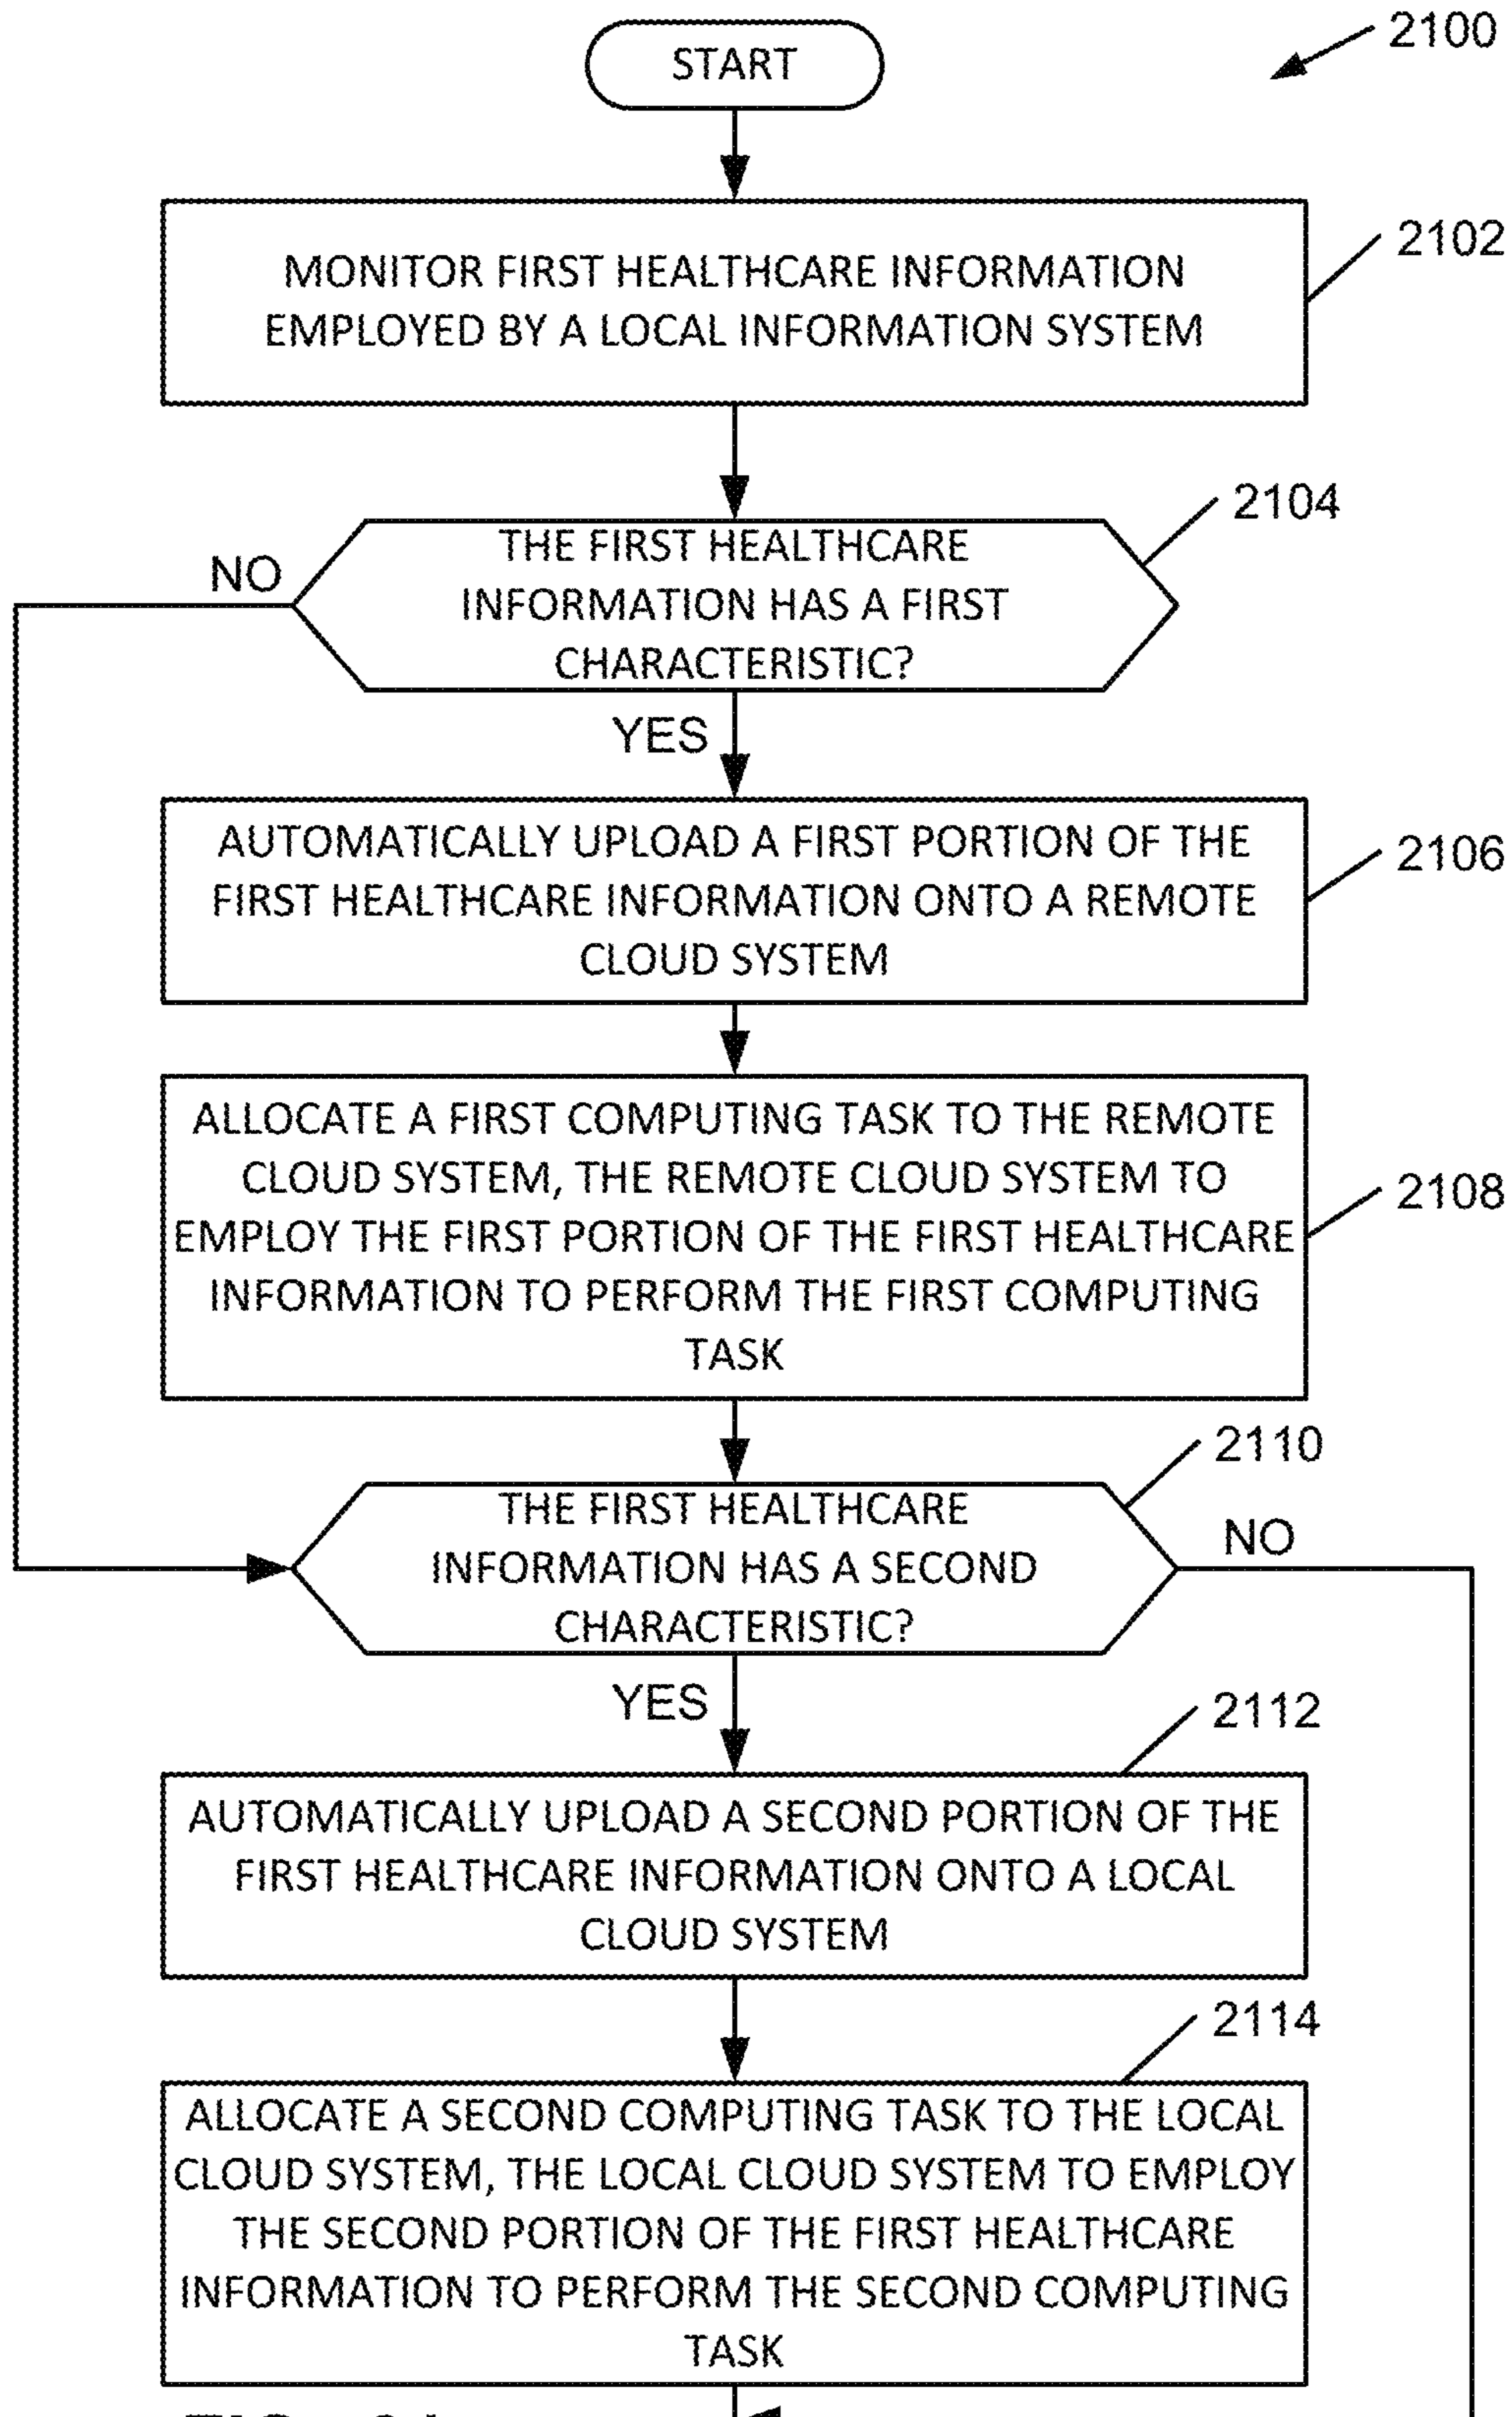 START
2100
MONITOR FIRST HEALTHCARE INFORMATION
EMPLOYED BY A LOCAL INFORMATION SYSTEM
2102
THE FIRST HEALTHCARE
INFORMATION HAS A FIRST
CHARACTERISTIC?
2104
NO
YES
AUTOMATICALLY UPLOAD A FIRST PORTION OF THE
FIRST HEALTHCARE INFORMATION ONTO A REMOTE
CLOUD SYSTEM
2106
ALLOCATE A FIRST COMPUTING TASK TO THE REMOTE
CLOUD SYSTEM, THE REMOTE CLOUD SYSTEM TO
EMPLOY THE FIRST PORTION OF THE FIRST HEALTHCARE
INFORMATION TO PERFORM THE FIRST COMPUTING
TASK
2108
THE FIRST HEALTHCARE
INFORMATION HAS A SECOND
CHARACTERISTIC?
2110
NO
YES
AUTOMATICALLY UPLOAD A SECOND PORTION OF THE
FIRST HEALTHCARE INFORMATION ONTO A LOCAL
CLOUD SYSTEM
2112
ALLOCATE A SECOND COMPUTING TASK TO THE LOCAL
CLOUD SYSTEM, THE LOCAL CLOUD SYSTEM TO EMPLOY
THE SECOND PORTION OF THE FIRST HEALTHCARE
INFORMATION TO PERFORM THE SECOND COMPUTING
TASK
2114